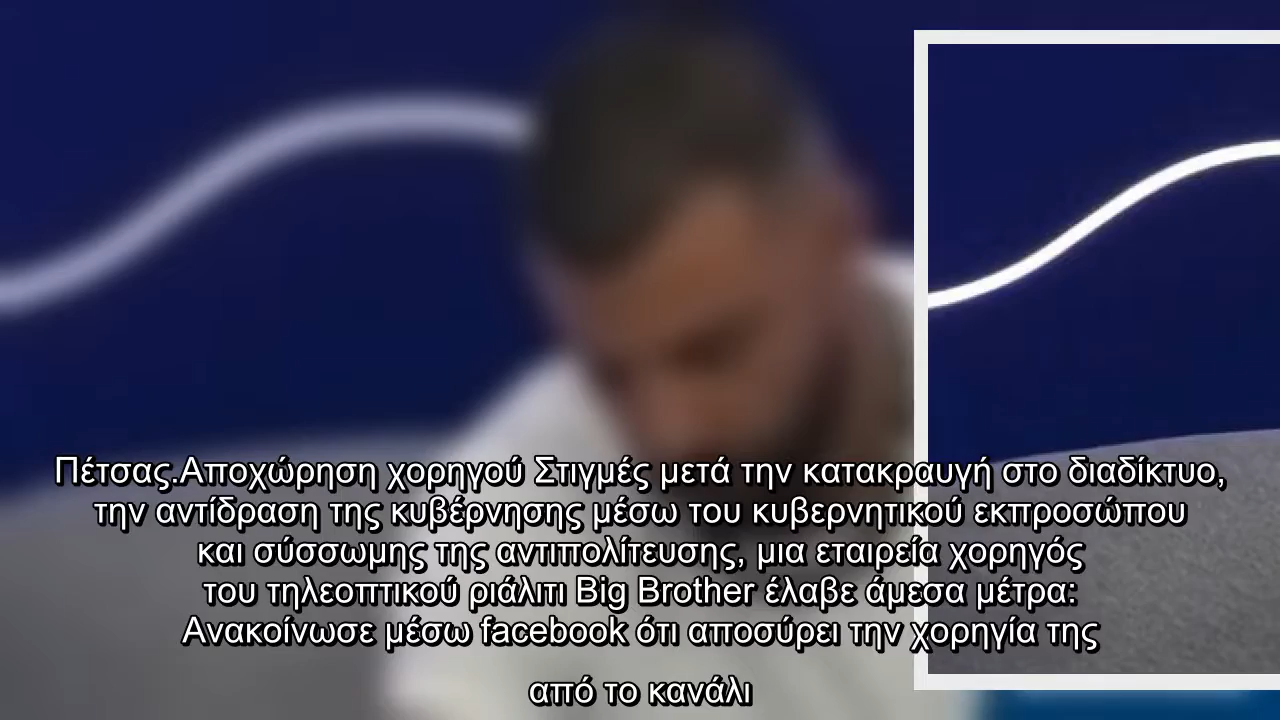 Πέτσας.Αποχώρηση χορηγού Στιγμές μετά την κατακραυγή στο διαδίκτυο,
την αντίδραση της κυβέρνησης μέσω του κυβερνητικού εκπροσώπου
και σύσσωμης της αντιπολίτευσης, μια εταιρεία χορηγός
του τηλεοπτικού ριάλιτι Big Brother έλαβε άμεσα μέτρα:
Ανακοίνωσε μέσω facebook ότι αποσύρει την χορηγία της
από το κανάλι